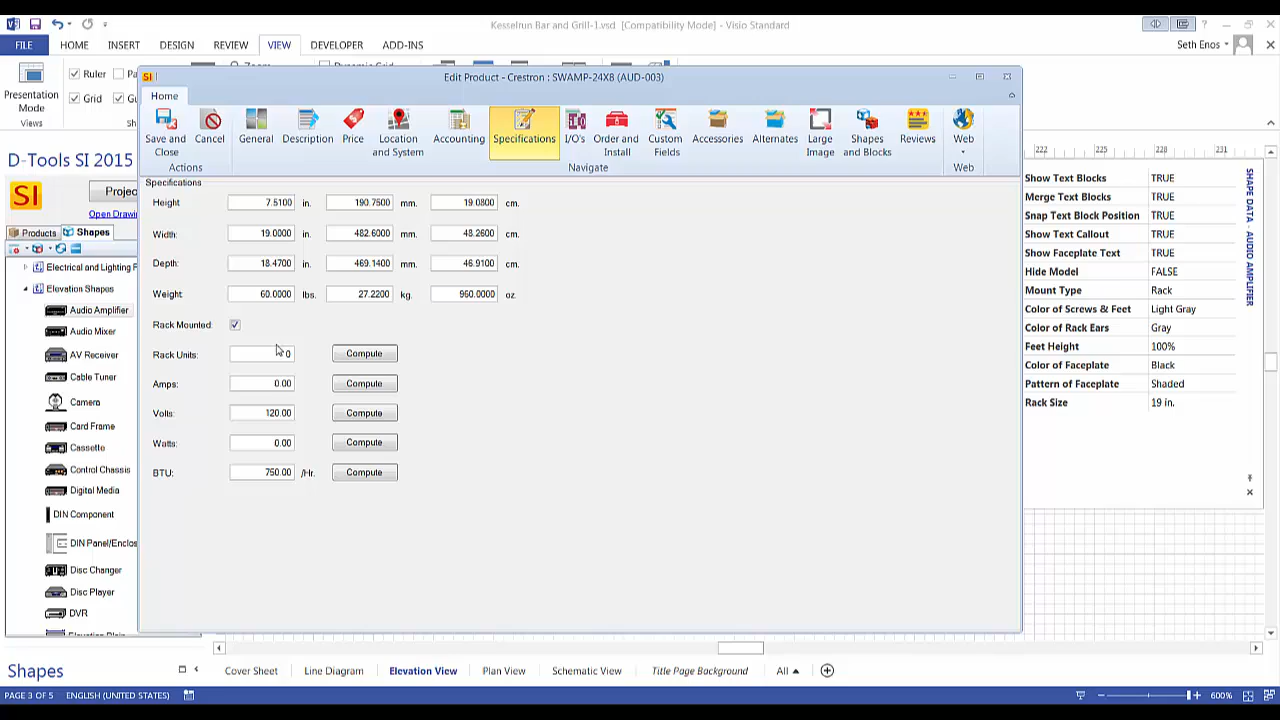 Kesselrun Bar and Grill-1.vsd [Compatibility Mode] - Visio Standard
FILE HOME INSERT DESIGN REVIEW VIEW DEVELOPER ADD-INS Seth Enos
Presentation Mode
Views
Ruler
Grid
D-Tools SI 2015
SI
Open Drawi
Products Shapes
Electrical and Lighting F
Elevation Shapes
Audio Amplifier
Audio Mixer
AV Receiver
Cable Tuner
Camera
Card Frame
Cassette
Control Chassis
Digital Media
DIN Component
DIN Panel/Enclos
Disc Changer
Disc Player
DVR
Edit Product - Crestron : SWAMP-24X8 (AUD-003)
Home
Save and Close
Cancel
General
Description
Price
Location and System
Accounting
Specifications
I/O's
Order and Install
Custom Fields
Accessories
Alternates
Large Image
Shapes and Blocks
Reviews
Web
Actions Navigate Web
Specifications
Height 7.5100 in. 190.7500 mm. 19.0800 cm.
Width: 19.0000 in. 482.6000 mm. 48.2600 cm.
Depth: 18.4700 in. 469.1400 mm. 46.9100 cm.
Weight 60.0000 lbs. 27.2200 kg. 960.0000 oz.
Rack Mounted:
Rack Units: 0 Compute
Amps: 0.00 Compute
Volts: 120.00 Compute
Watts: 0.00 Compute
BTU: 750.00 /Hr. Compute
222 225 228 231
Show Text Blocks TRUE
Merge Text Blocks TRUE
Snap Text Block Position TRUE
Show Text Callout TRUE
Show Faceplate Text TRUE
Hide Model FALSE
Mount Type Rack
Color of Screws & Feet Light Gray
Color of Rack Ears Gray
Feet Height 100%
Color of Faceplate Black
Pattern of Faceplate Shaded
Rack Size 19 in.
SHAPE DATA - AUDIO AMPLIFIER
Shapes
Cover Sheet Line Diagram Elevation View Plan View Schematic View Title Page Background All
PAGE 3 OF 5 ENGLISH (UNITED STATES) 600%